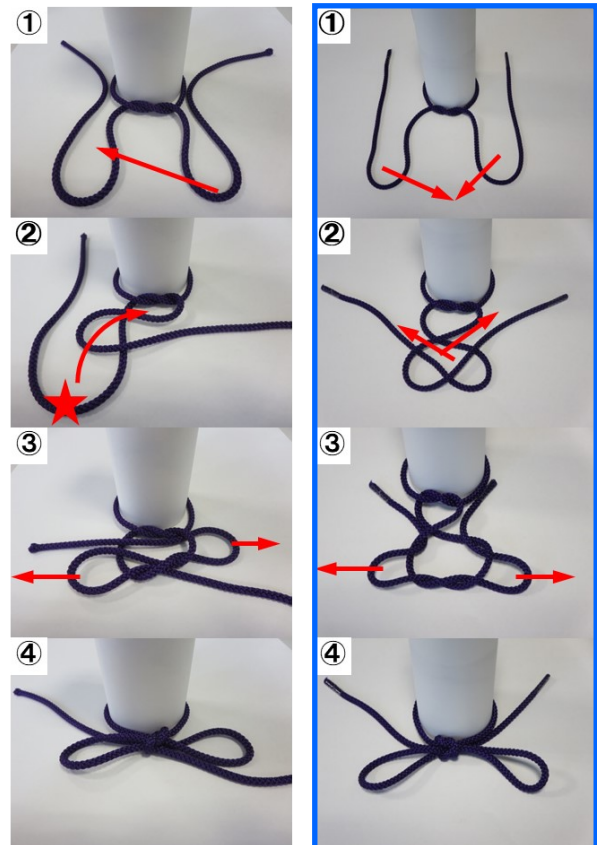 ① ①
② ②
③ ③
④ ④